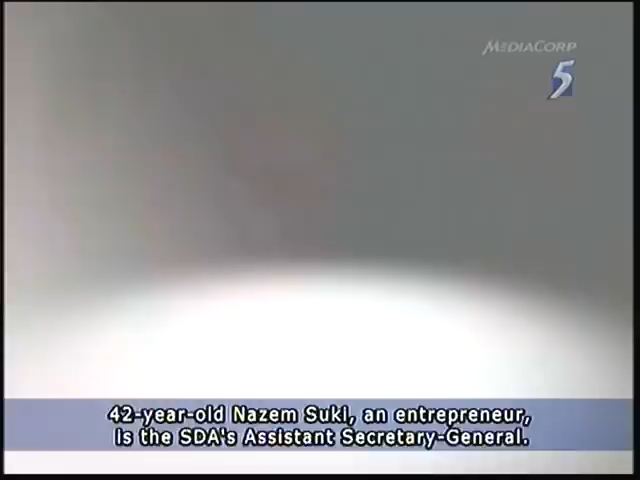 MEDIACORP
5
42-year-old Nazem Suki, an entrepreneur,
is the SDA's Assistant Secretary-General.